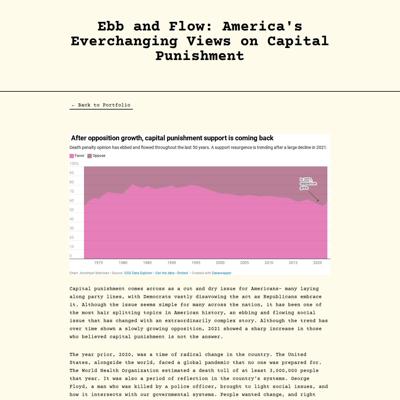 Ebb and Flow: America's
Everchanging Views on Capital
Punishment
← Back to Portfolio
After opposition growth, capital punishment support is coming back
Death penalty opinion has ebbed and flowed throughout the last 50 years. A support resurgence is trending after a large decline in 2021.
Favor Oppose
100%
90
80
70
60
50
40
30
20
10
0
1975 1980 1985 1990 1995 2000 2005 2010 2015 2020
Source: GSS Data Explorer • Get the data • Embed • Created with Datawrapper
Capital punishment comes across as a cut and dry issue for Americans- many laying
along party lines, with Democrats vastly disavowing the act as Republicans embrace
it. Although the issue seems simple for many across the nation, it has been one of
the most hair splitting topics in American history, an ebbing and flowing social
issue that has changed with an extraordinarily complex story. Although the trend has
over time shown a slowly growing opposition, 2021 showed a sharp increase in those
who believed capital punishment is not the answer.
The year prior, 2020, was a time of radical change in the country. The United
States, alongside the world, faced a global pandemic that no one was prepared for.
The World Health Organization estimated a death toll of at least 3,000,000 people
that year. It was also a period of reflection in the country's systems. George
Floyd, a man who was killed by a police officer, brought to light social issues, and
how it intersects with our governmental systems. People wanted change, and right